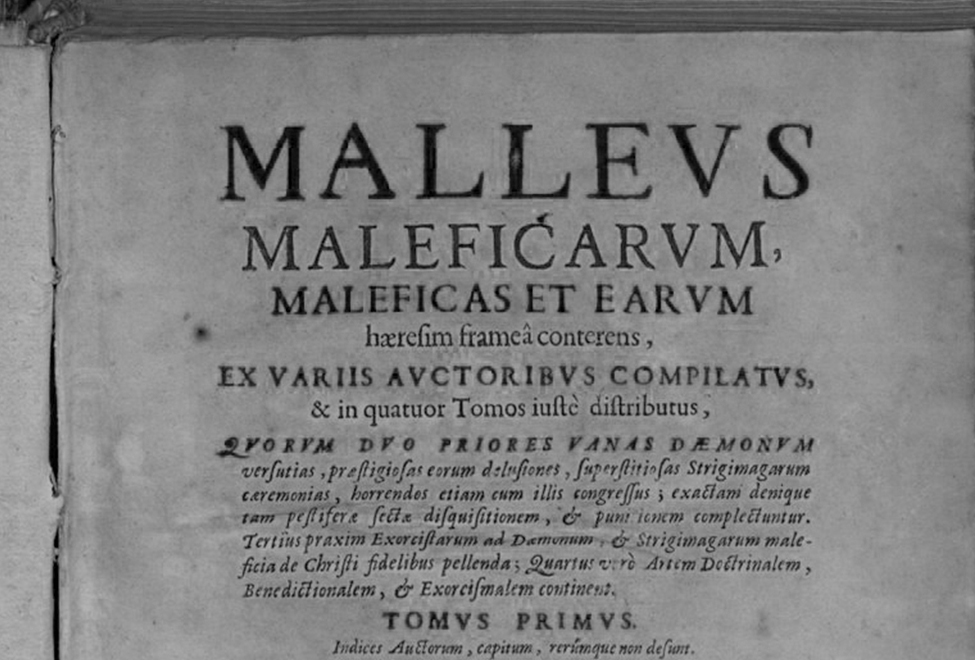 MALLEVS
MALEFICARVM,
MALEFICAS ET EARVM
hæreſim frameâ conterens,
EX VARIIS AVCTORIBVS COMPILATVS,
& in quatuor Tomos iuſtè diſtributus,
QVORVM DVO PRIORES VANAS DÆMONVM
verſutias, præſtigioſas eorum deluſiones, ſuperſtitioſas Strigimagarum
cæremonias, horrendos etiam cum illis congreſſus; exactam denique
tam peſtiferæ ſectæ diſquiſitionem, & punitionem complectuntur.
Tertius praxim Exorciſtarum ad Dæmonum, & Strigimagarum male-
ficia de Chriſti fidelibus pellenda; Quartus verò Artem Doctrinalem,
Benedictionalem, & Exorciſmalem continent.
TOMVS PRIMVS.
Indices Auctorum, capitum, rerúmque non deſunt.